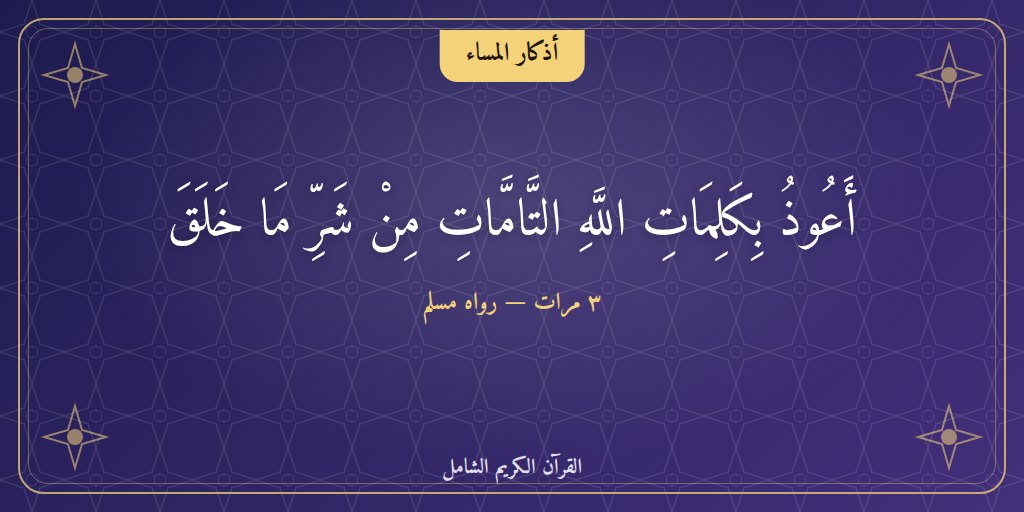 أذكار المساء
أَعُوذُ بِكَلِمَاتِ اللَّهِ التَّامَّاتِ مِنْ شَرِّ مَا خَلَقَ
٣ مرات — رواه مسلم
القرآن الكريم الشامل